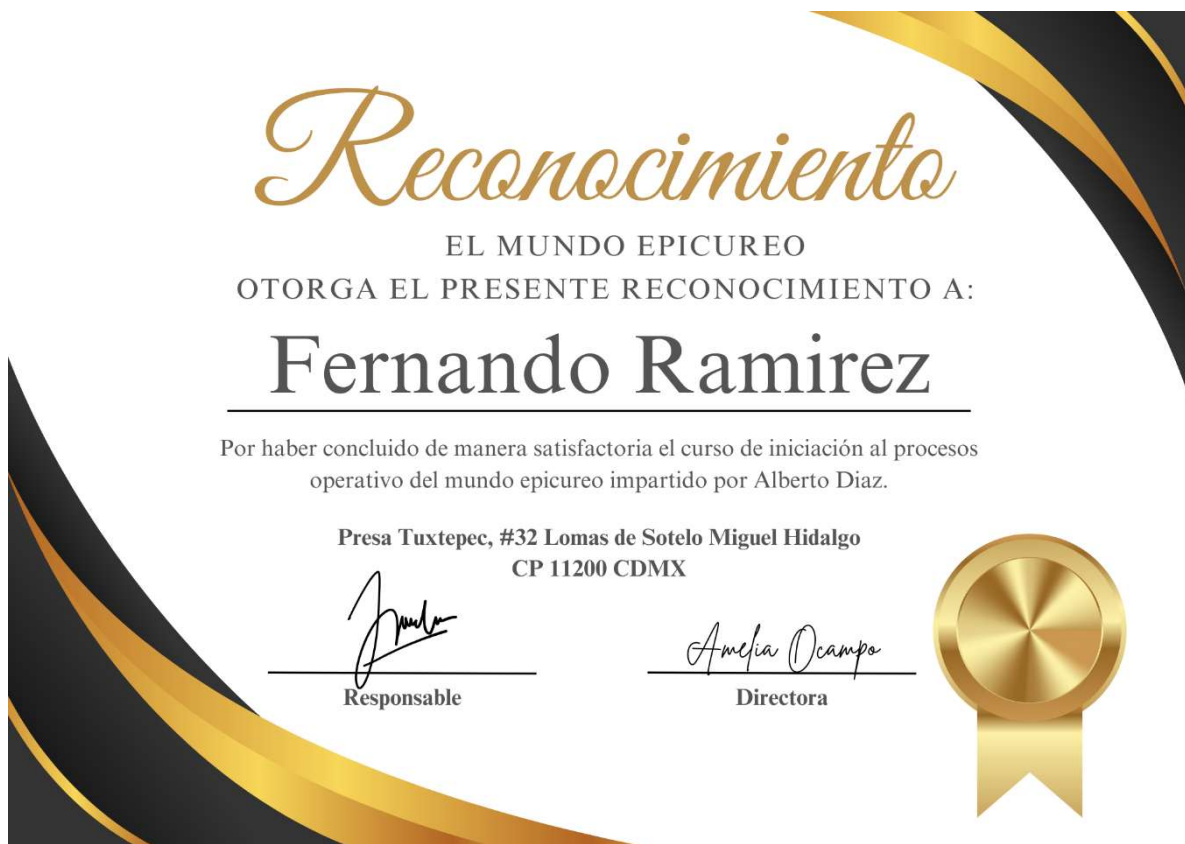 Reconocimiento
EL MUNDO EPICUREO
OTORGA EL PRESENTE RECONOCIMIENTO A:
Fernando Ramirez
Por haber concluido de manera satisfactoria el curso de iniciación al procesos
operativo del mundo epicureo impartido por Alberto Diaz.
Presa Tuxtepec, #32 Lomas de Sotelo Miguel Hidalgo
CP 11200 CDMX
Amelia Ocampo
Responsable
Directora